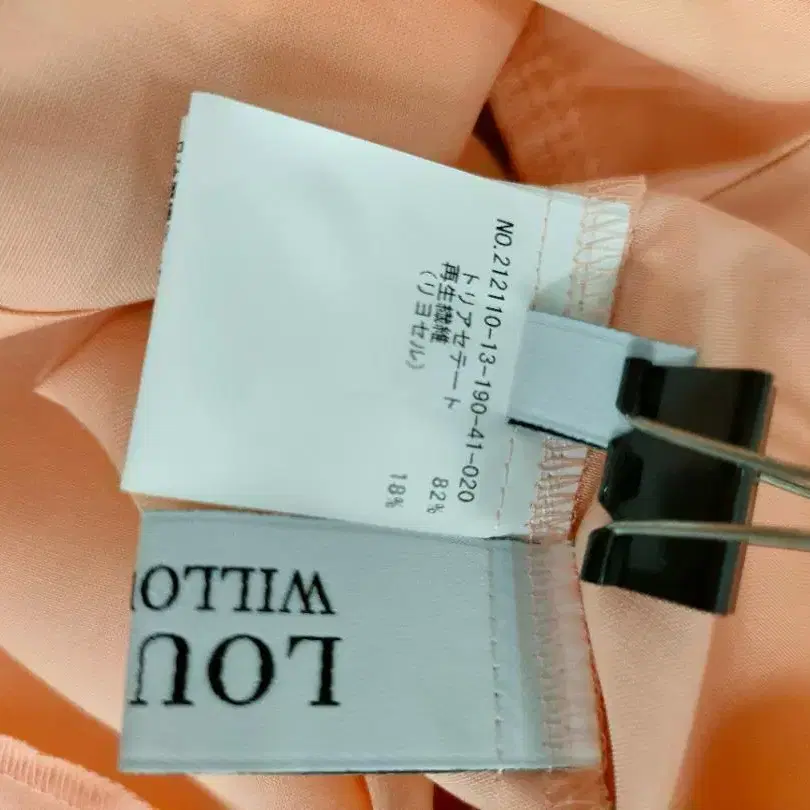 NO.212110-13-190-41-020
トリアセテート 82%
再生繊維
(リヨセル) 18%
LOU
WILLO